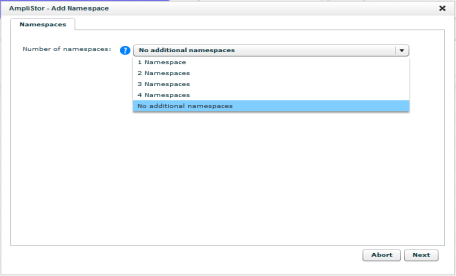 AmpliStor - Add Namespace
Namespaces
Number of namespaces: ? No additional namespaces
1 Namespace
2 Namespaces
3 Namespaces
4 Namespaces
No additional namespaces
Abort Next